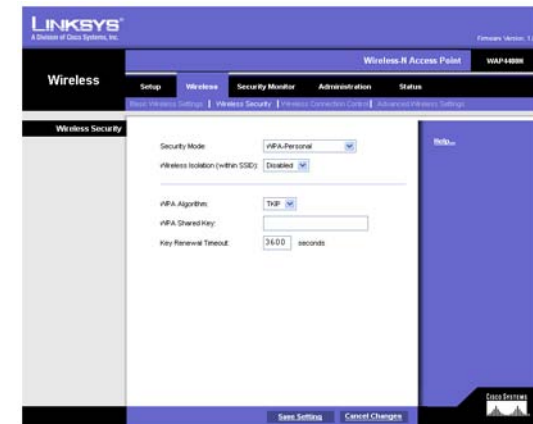 LINKSYS®
A Division of Cisco Systems, Inc.
Firmware Version: 1.
Wireless-N Access Point
WAP4400N
Wireless
Setup
Wireless
Security Monitor
Administration
Status
Basic Wireless Settings | Wireless Security | Wireless Connection Control | Advanced Wireless Settings
Wireless Security
Security Mode:
WPA-Personal
Help...
Wireless Isolation (within SSID):
Disabled
WPA Algorithm:
TKIP
WPA Shared Key:
Key Renewal Timeout:
3600 seconds
Save Setting
Cancel Changes
CISCO SYSTEMS